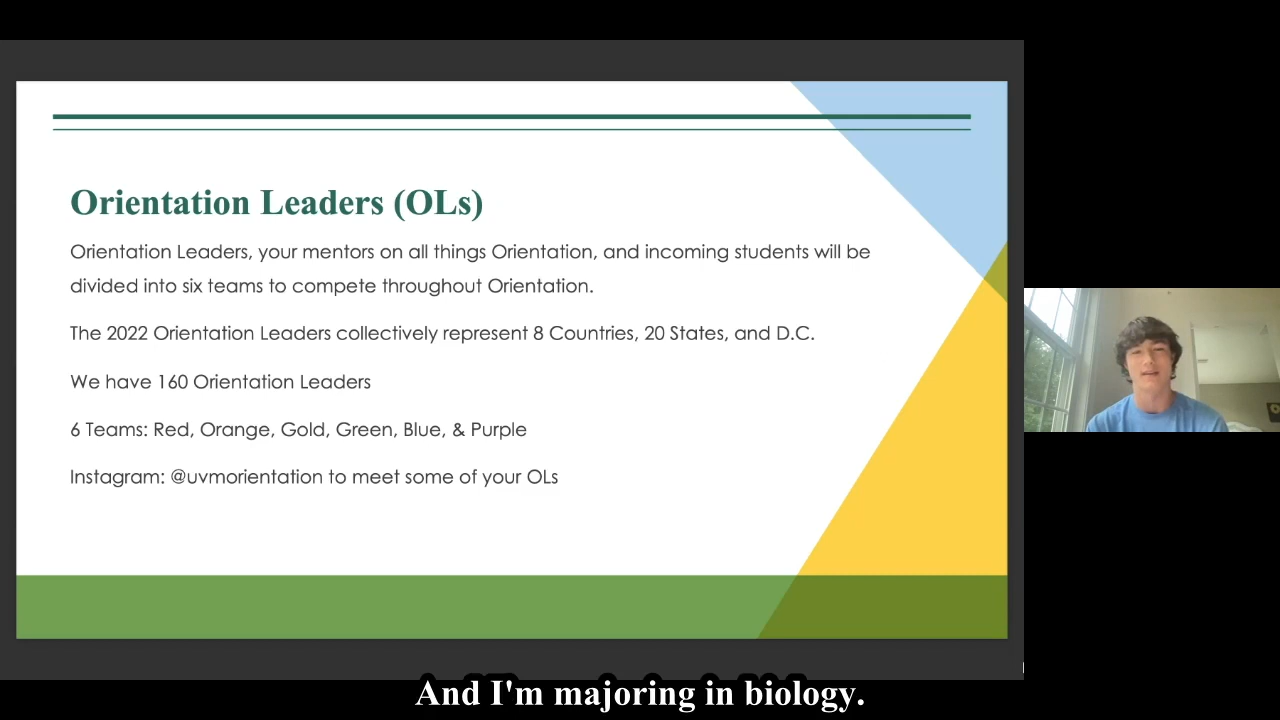 Orientation Leaders (OLs)
Orientation Leaders, your mentors on all things Orientation, and incoming students will be
divided into six teams to compete throughout Orientation.
The 2022 Orientation Leaders collectively represent 8 Countries, 20 States, and D.C.
We have 160 Orientation Leaders
6 Teams: Red, Orange, Gold, Green, Blue, & Purple
Instagram: @uvmorientation to meet some of your OLs
And I'm majoring in biology.